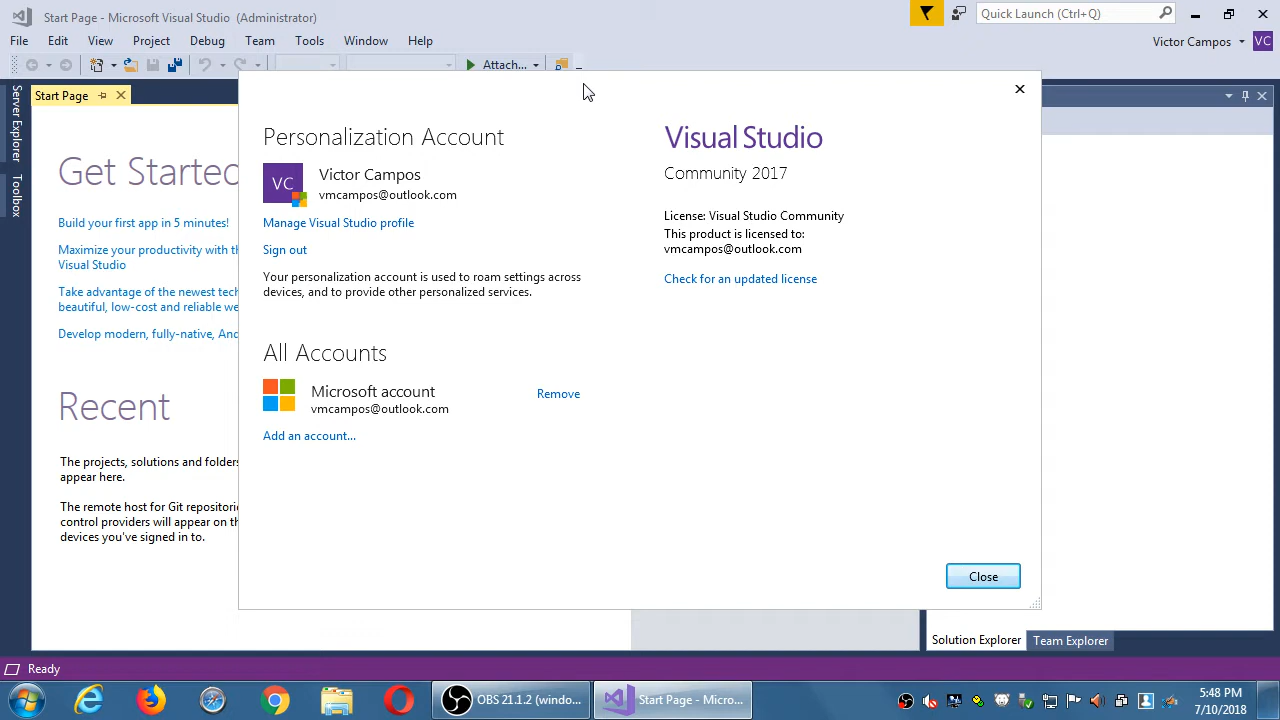 Start Page - Microsoft Visual Studio (Administrator)
Quick Launch (Ctrl+Q)
File Edit View Project Debug Team Tools Window Help
Victor Campos VC
Attach...
Server Explorer
Toolbox
Start Page
Get Started
Build your first app in 5 minutes!
Maximize your productivity with th
Visual Studio
Take advantage of the newest tech
beautiful, low-cost and reliable we
Develop modern, fully-native, And
Recent
The projects, solutions and folders
appear here.
The remote host for Git repositorie
control providers will appear on th
devices you've signed in to.
Personalization Account
VC
Victor Campos
vmcampos@outlook.com
Manage Visual Studio profile
Sign out
Your personalization account is used to roam settings across
devices, and to provide other personalized services.
All Accounts
Microsoft account
vmcampos@outlook.com
Remove
Add an account...
Visual Studio
Community 2017
License: Visual Studio Community
This product is licensed to:
vmcampos@outlook.com
Check for an updated license
Close
Solution Explorer Team Explorer
Ready
OBS 21.1.2 (windo...
Start Page - Micro...
5:48 PM
7/10/2018